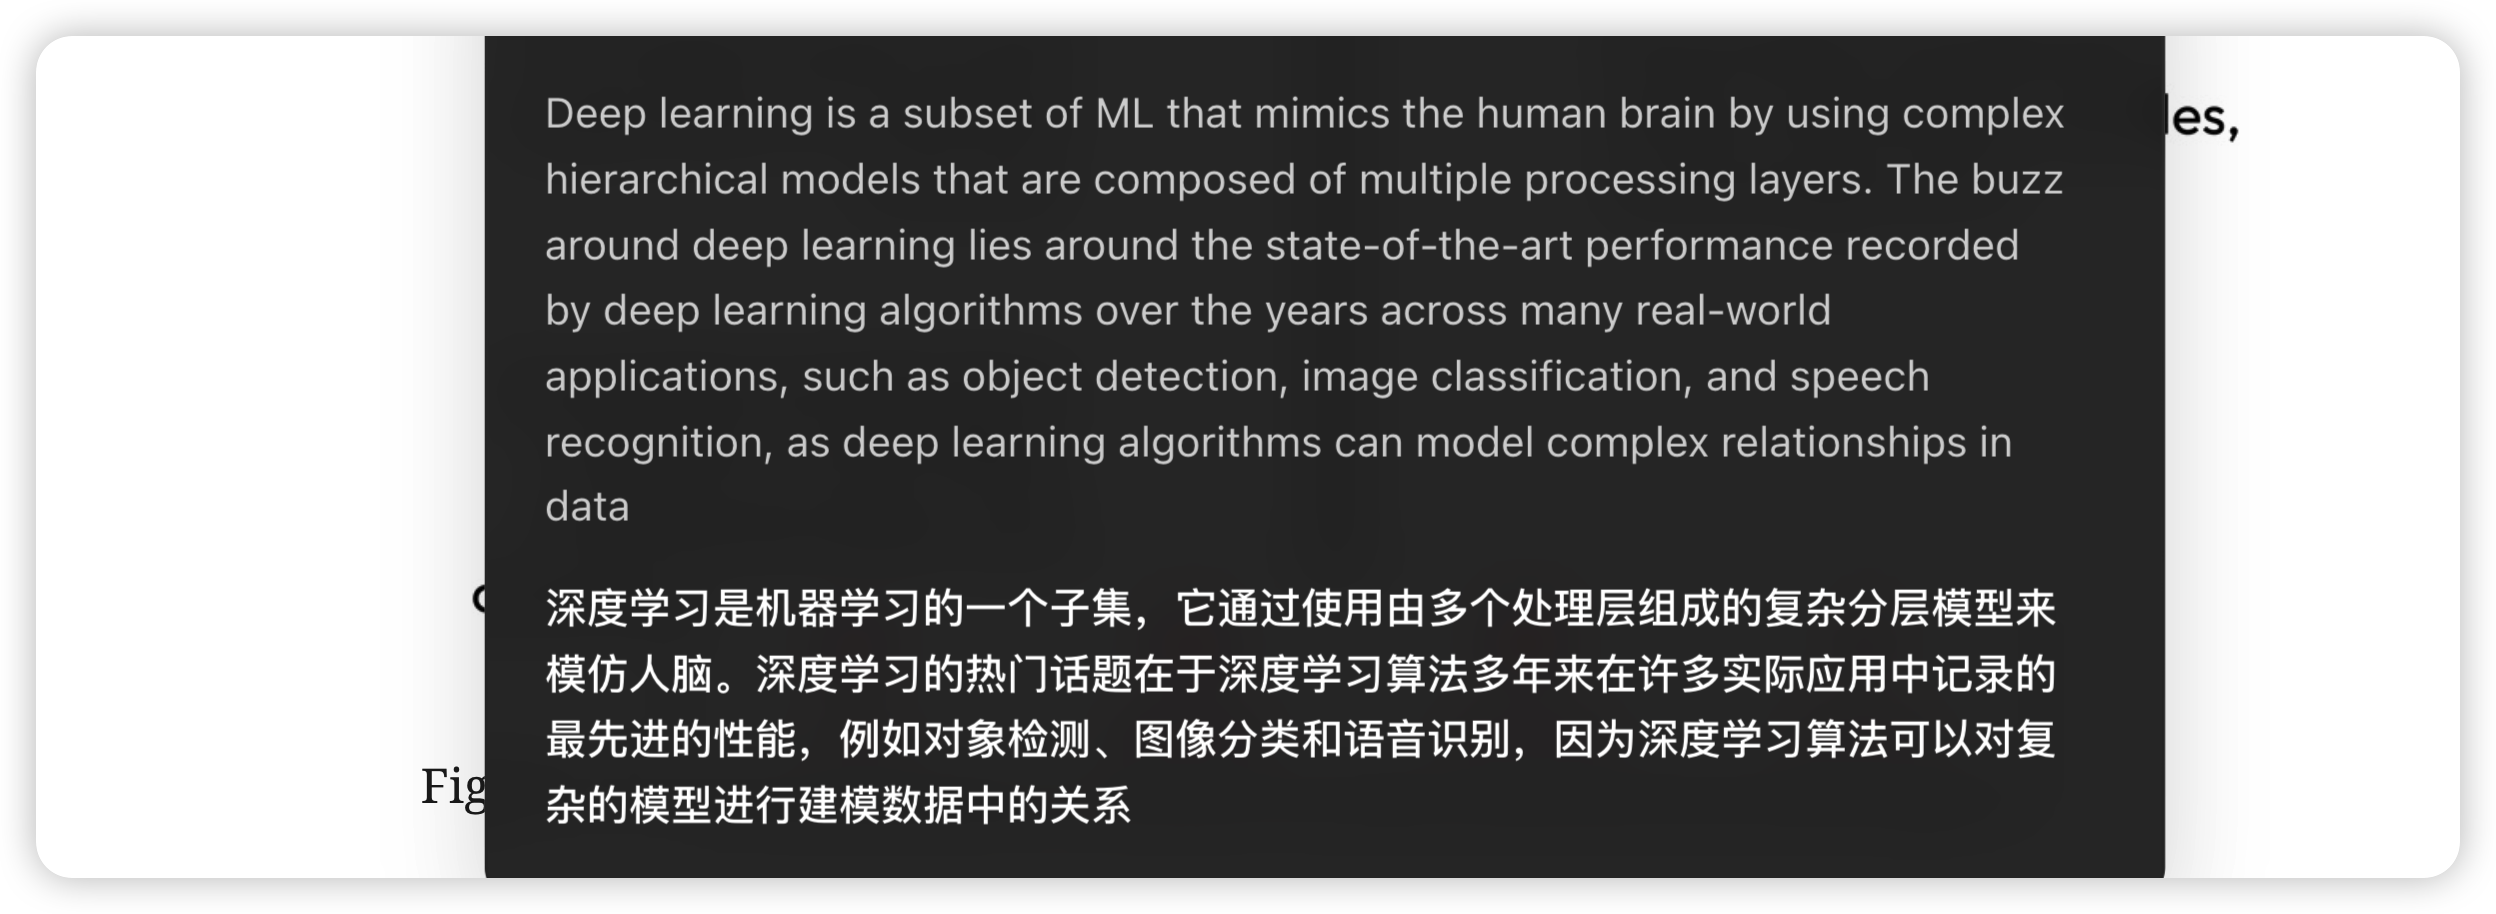 Deep learning is a subset of ML that mimics the human brain by using complex
les,
hierarchical models that are composed of multiple processing layers. The buzz
around deep learning lies around the state-of-the-art performance recorded
by deep learning algorithms over the years across many real-world
applications, such as object detection, image classification, and speech
recognition, as deep learning algorithms can model complex relationships in
data
深度学习是机器学习的一个子集，它通过使用由多个处理层组成的复杂分层模型来
模仿人脑。深度学习的热门话题在于深度学习算法多年来在许多实际应用中记录的
最先进的性能，例如对象检测、图像分类和语音识别，因为深度学习算法可以对复
杂的模型进行建模数据中的关系
Fig